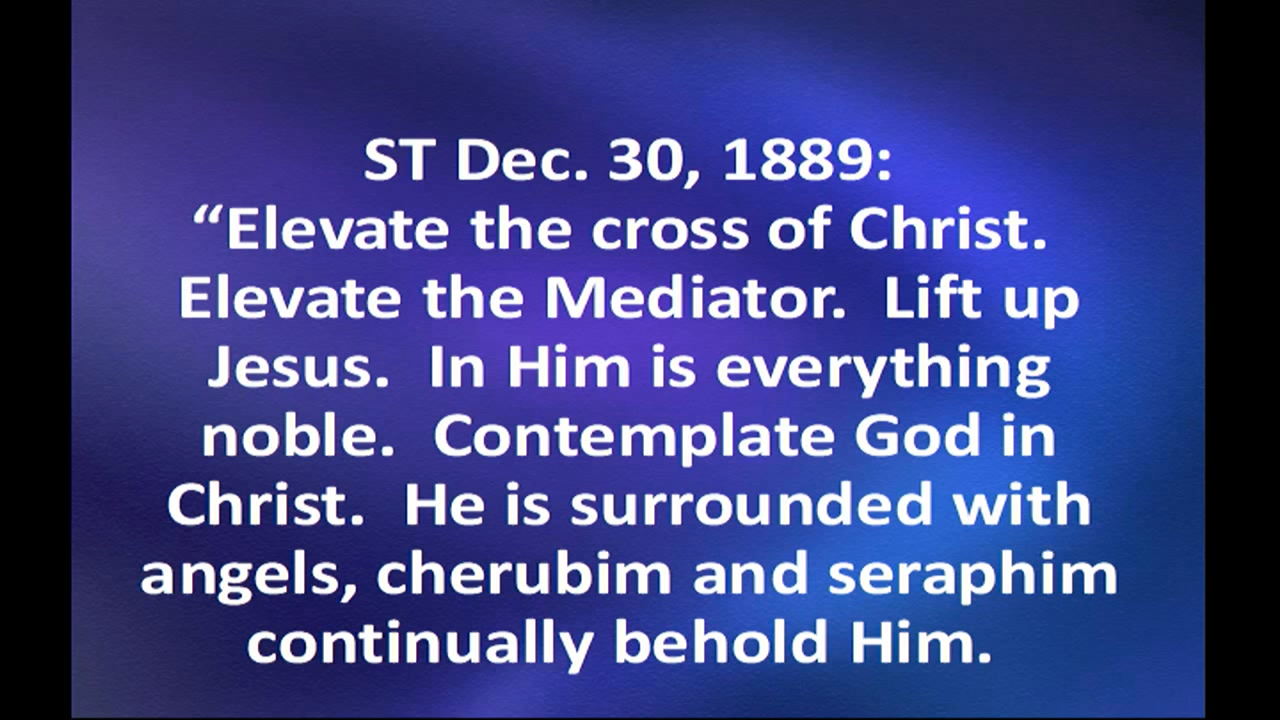 ST Dec. 30, 1889:
“Elevate the cross of Christ.
Elevate the Mediator.  Lift up
Jesus.  In Him is everything
noble.  Contemplate God in
Christ.  He is surrounded with
angels, cherubim and seraphim
continually behold Him.